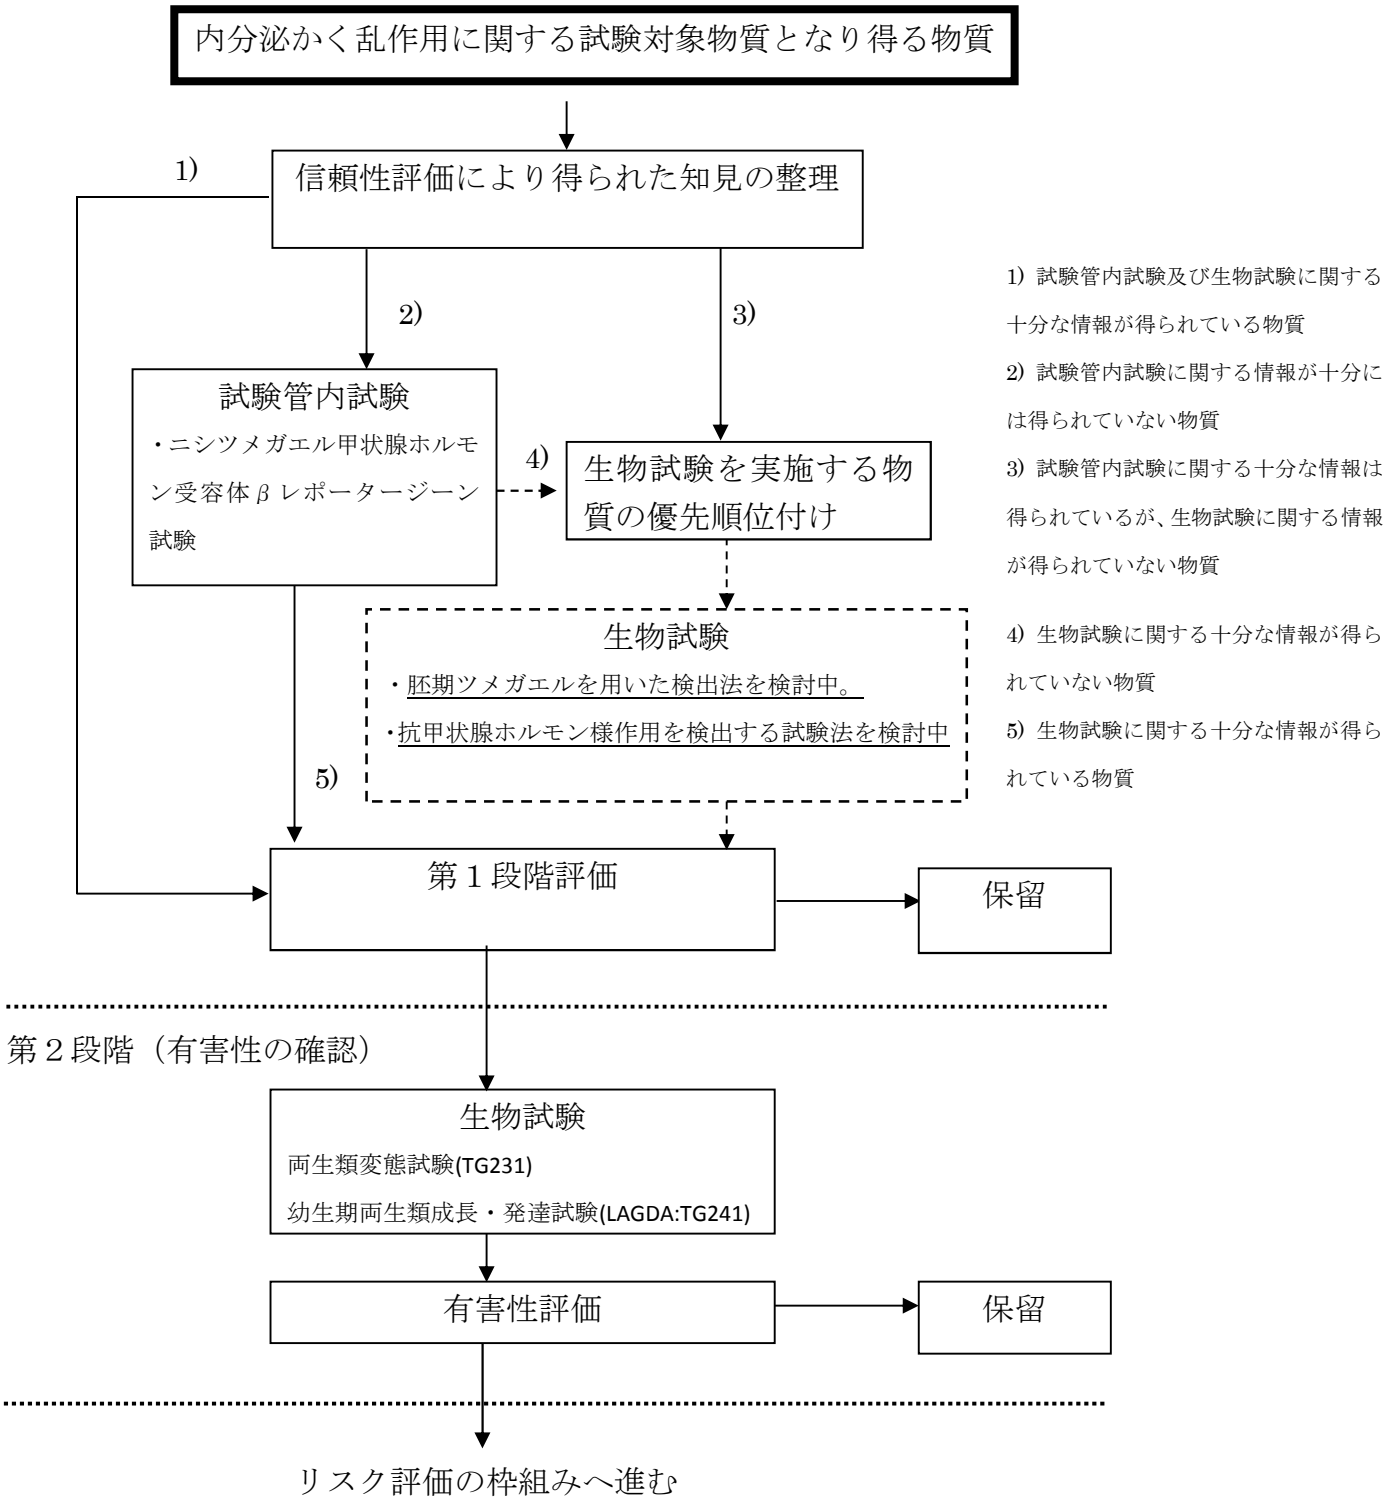 内分泌かく乱作用に関する試験対象物質となり得る物質
1)
信頼性評価により得られた知見の整理
2)
3)
試験管内試験
・ニシツメガエル甲状腺ホルモ
ン受容体βレポータージーン
試験
4)
生物試験を実施する物
質の優先順位付け
生物試験
・胚期ツメガエルを用いた検出法を検討中。
・抗甲状腺ホルモン様作用を検出する試験法を検討中
5)
1) 試験管内試験及び生物試験に関する
十分な情報が得られている物質
2) 試験管内試験に関する情報が十分に
は得られていない物質
3) 試験管内試験に関する十分な情報は
得られているが、生物試験に関する情報
が得られていない物質
4) 生物試験に関する十分な情報が得ら
れていない物質
5) 生物試験に関する十分な情報が得ら
れている物質
第１段階評価
保留
第２段階（有害性の確認）
生物試験
両生類変態試験(TG231)
幼生期両生類成長・発達試験(LAGDA:TG241)
有害性評価
保留
リスク評価の枠組みへ進む